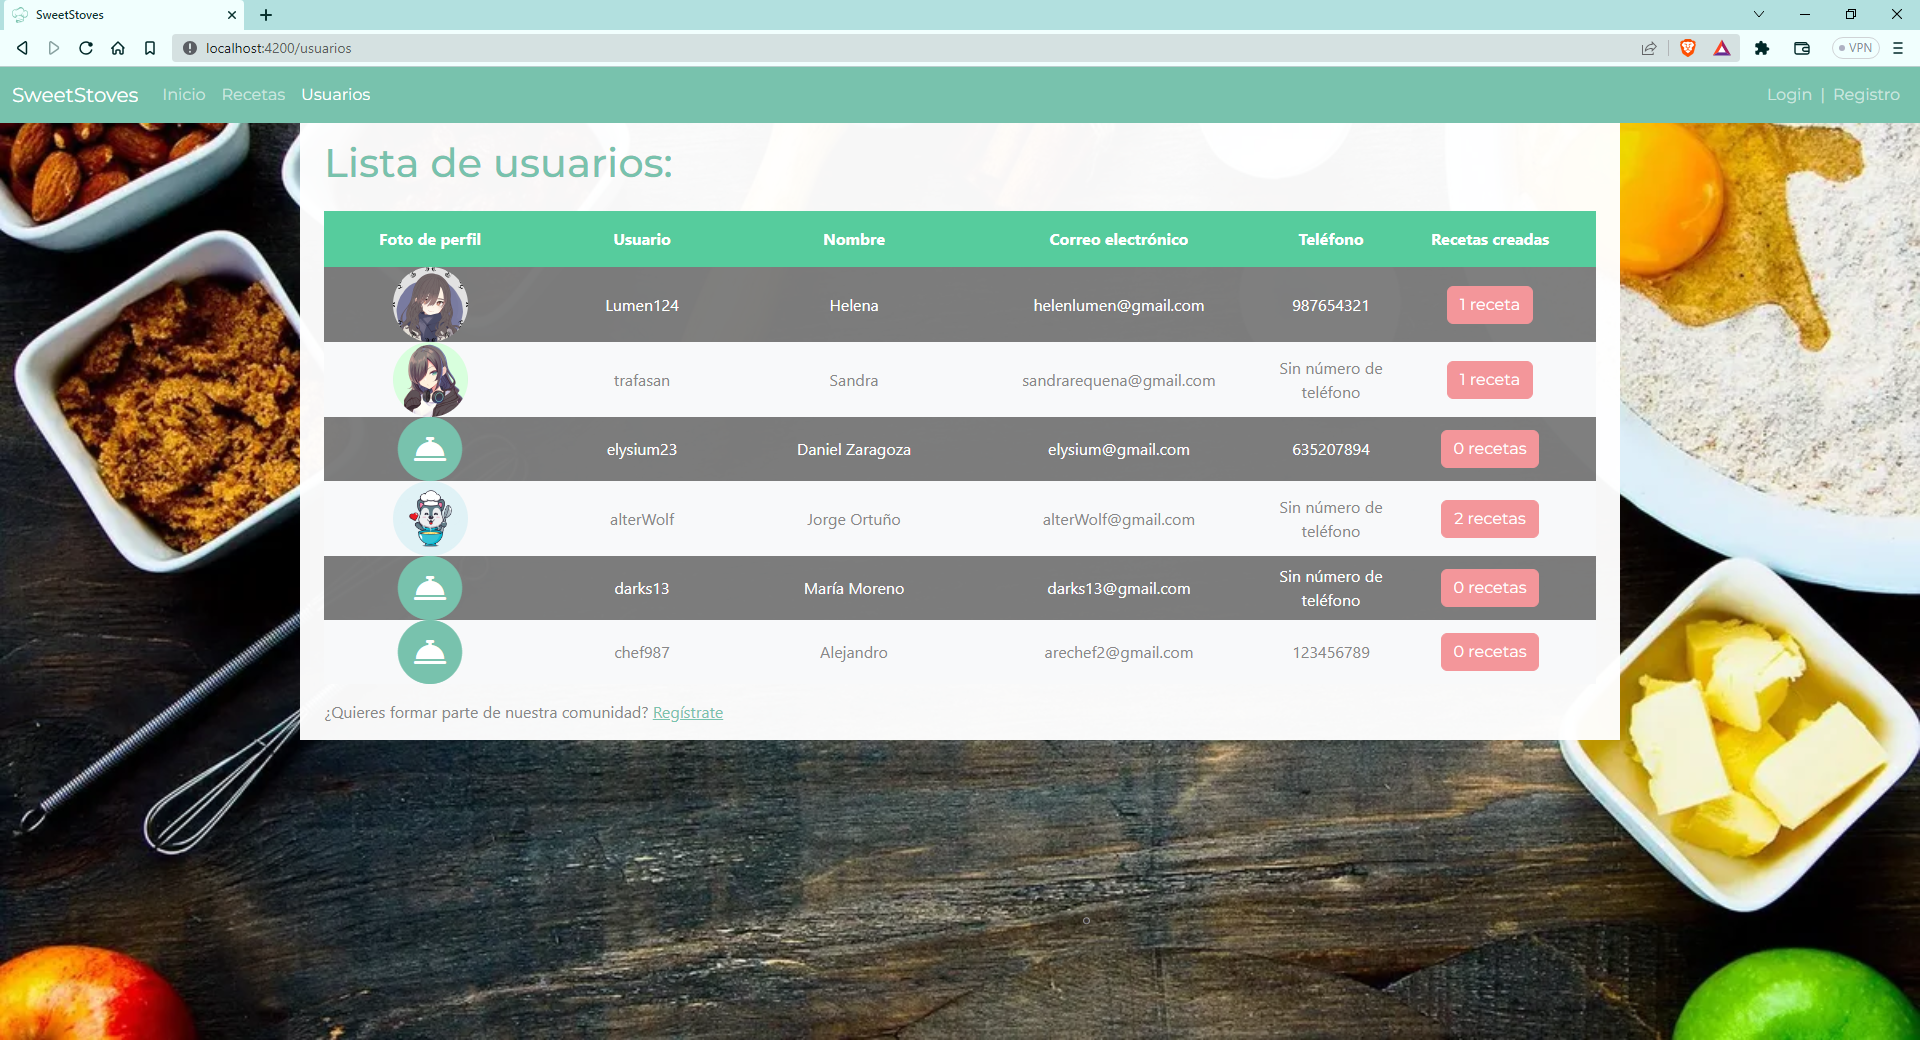 SweetStoves
localhost:4200/usuarios
VPN
SweetStoves Inicio Recetas Usuarios Login | Registro
Lista de usuarios:
Foto de perfil Usuario Nombre Correo electrónico Teléfono Recetas creadas
Lumen124 Helena helenlumen@gmail.com 987654321 1 receta
trafasan Sandra sandrarequena@gmail.com Sin número de teléfono 1 receta
elysium23 Daniel Zaragoza elysium@gmail.com 635207894 0 recetas
alterWolf Jorge Ortuño alterWolf@gmail.com Sin número de teléfono 2 recetas
darks13 María Moreno darks13@gmail.com Sin número de teléfono 0 recetas
chef987 Alejandro arechef2@gmail.com 123456789 0 recetas
¿Quieres formar parte de nuestra comunidad? Regístrate